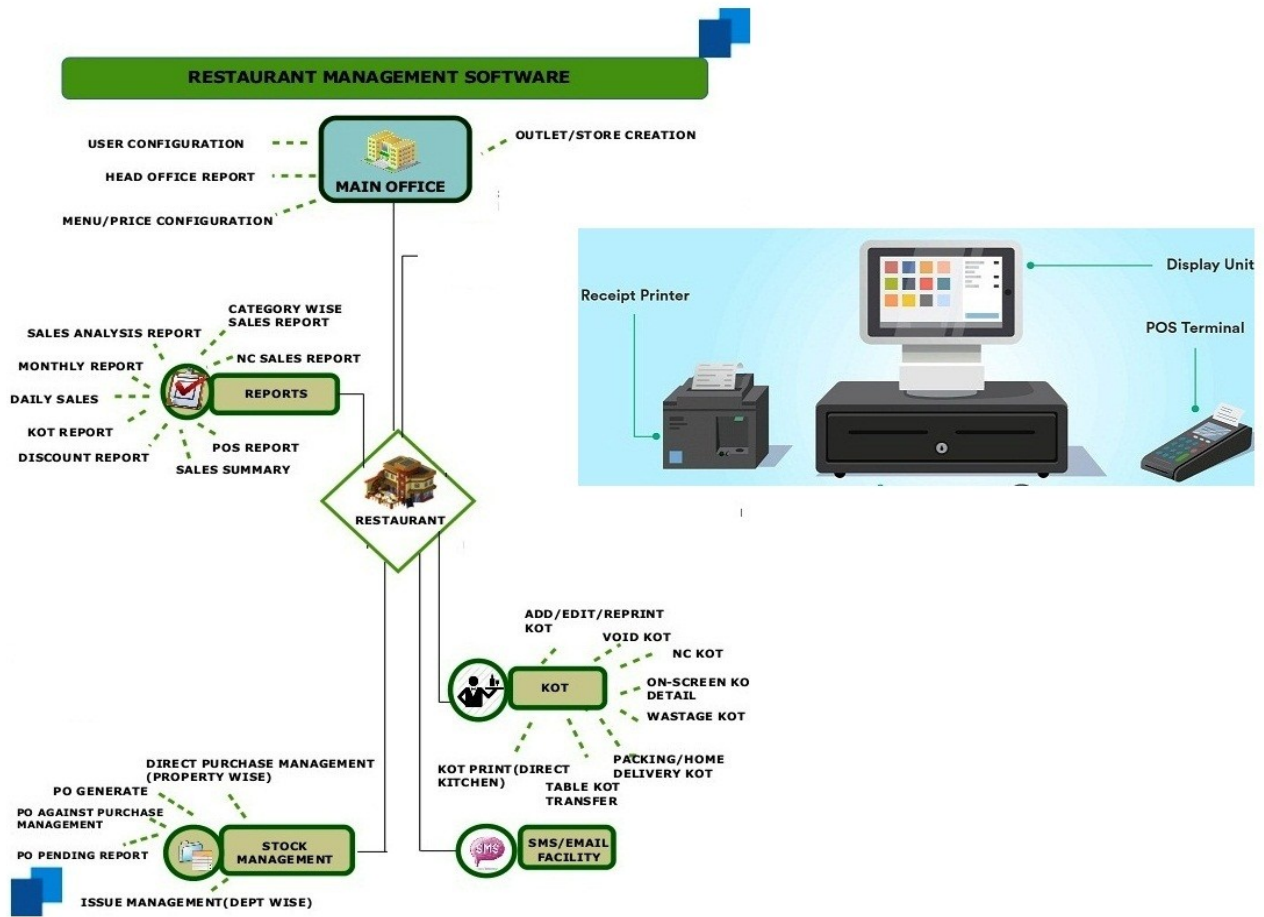 RESTAURANT MANAGEMENT SOFTWARE
USER CONFIGURATION
HEAD OFFICE REPORT
MENU/PRICE CONFIGURATION
MAIN OFFICE
OUTLET/STORE CREATION
Receipt Printer
Display Unit
POS Terminal
CATEGORY WISE
SALES REPORT
SALES ANALYSIS REPORT
NC SALES REPORT
MONTHLY REPORT
REPORTS
DAILY SALES
KOT REPORT
POS REPORT
DISCOUNT REPORT
SALES SUMMARY
RESTAURANT
ADD/EDIT/REPRINT
KOT
VOID KOT
NC KOT
KOT
ON-SCREEN KO
DETAIL
WASTAGE KOT
PACKING/HOME
DELIVERY KOT
KOT PRINT(DIRECT
KITCHEN)
TABLE KOT
TRANSFER
DIRECT PURCHASE MANAGEMENT
(PROPERTY WISE)
PO GENERATE
PO AGAINST PURCHASE
MANAGEMENT
PO PENDING REPORT
STOCK
MANAGEMENT
ISSUE MANAGEMENT(DEPT WISE)
SMS
SMS/EMAIL
FACILITY